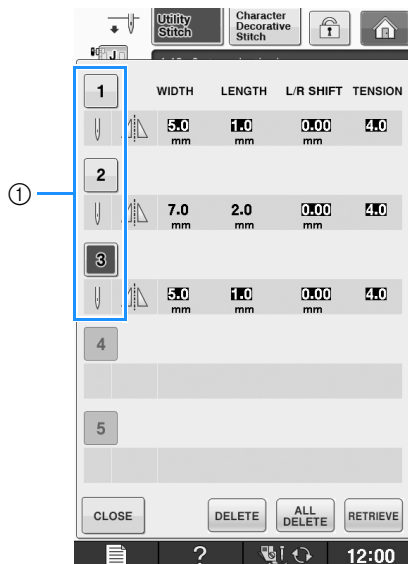 Utility Stitch
Character Decorative Stitch
J
1 WIDTH LENGTH L/R SHIFT TENSION
5.0 mm 1.0 mm 0.00 mm 4.0
2
7.0 mm 2.0 mm 0.00 mm 4.0
①
3
5.0 mm 1.0 mm 0.00 mm 4.0
4
5
CLOSE DELETE ALL DELETE RETRIEVE
? 12:00